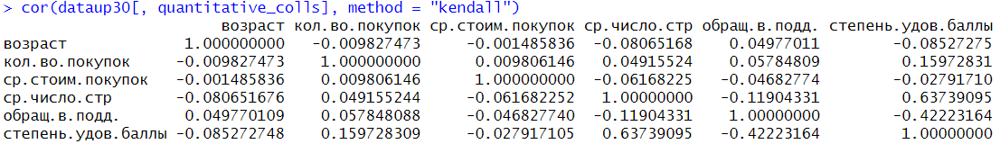 > cor(dataup30[, quantitative_colls], method = "kendall")
возраст кол.во.покупок ср.стоим.покупок ср.число.стр обращ.в.подд. степень.удов.баллы
возраст 1.000000000 -0.009827473 -0.001485836 -0.08065168 0.04977011 -0.08527275
кол.во.покупок -0.009827473 1.000000000 0.009806146 0.04915524 0.05784809 0.15972831
ср.стоим.покупок -0.001485836 0.009806146 1.000000000 -0.06168225 -0.04682774 -0.02791710
ср.число.стр -0.080651676 0.049155244 -0.061682252 1.00000000 -0.11904331 0.63739095
обращ.в.подд. 0.049770109 0.057848088 -0.046827740 -0.11904331 1.00000000 -0.42223164
степень.удов.баллы -0.085272748 0.159728309 -0.027917105 0.63739095 -0.42223164 1.00000000